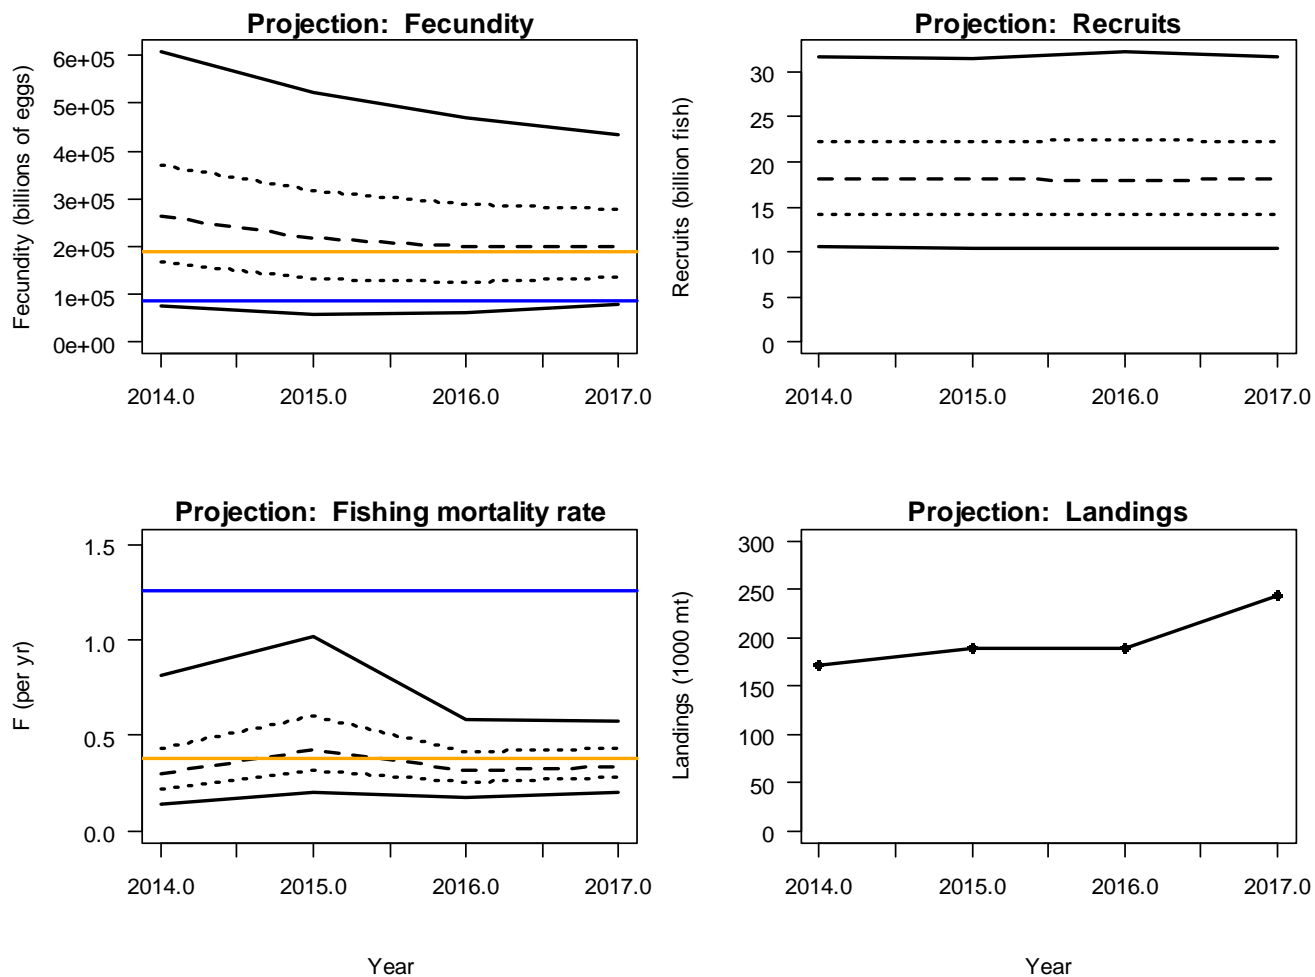 Projection: Fecundity
Fecundity (billions of eggs)
6e+05
5e+05
4e+05
3e+05
2e+05
1e+05
0e+00
2014.0 2015.0 2016.0 2017.0
Projection: Recruits
Recruits (billion fish)
30
25
20
15
10
5
0
2014.0 2015.0 2016.0 2017.0
Projection: Fishing mortality rate
F (per yr)
1.5
1.0
0.5
0.0
2014.0 2015.0 2016.0 2017.0
Year
Projection: Landings
Landings (1000 mt)
300
250
200
150
100
50
0
2014.0 2015.0 2016.0 2017.0
Year